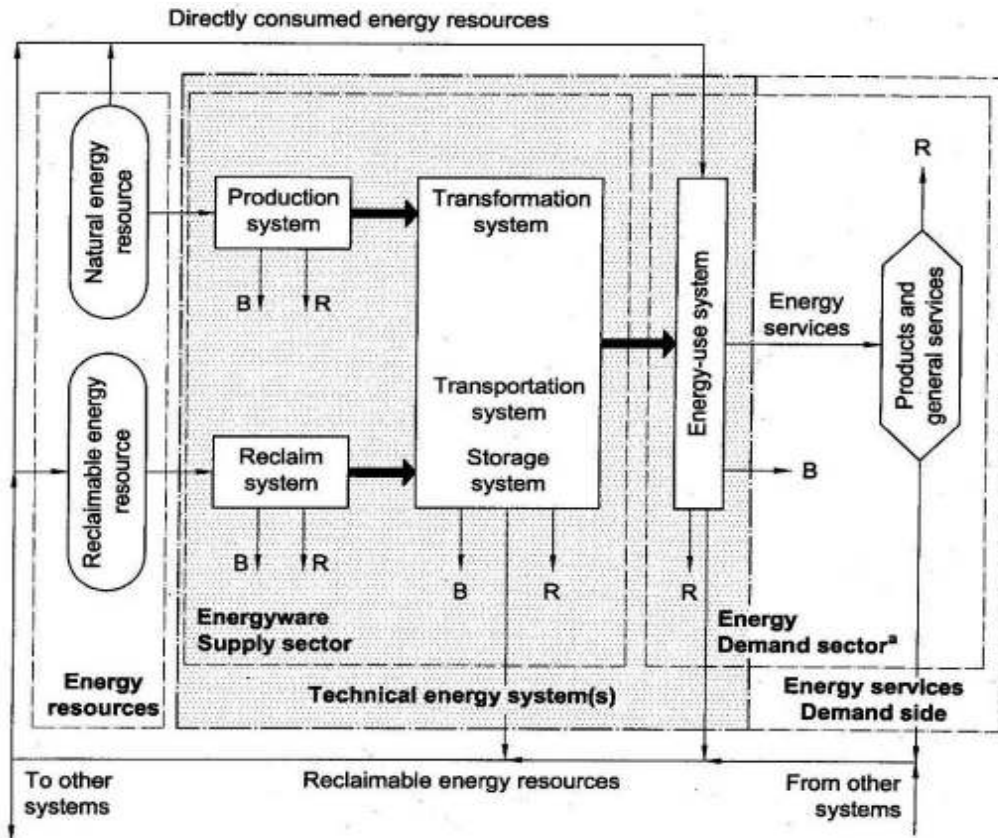 Directly consumed energy resources
Natural energy
resource
Production
system
B
R
Transformation
system
Transportation
system
Storage
system
B
R
Reclaimable energy
resource
Reclaim
system
B
R
Energy-use system
B
R
Energy
services
Products and
general services
R
Energyware
Supply sector
Energy
Demand sectorᵃ
Energy
resources
Technical energy system(s)
Energy services
Demand side
To other
systems
Reclaimable energy resources
From other
systems